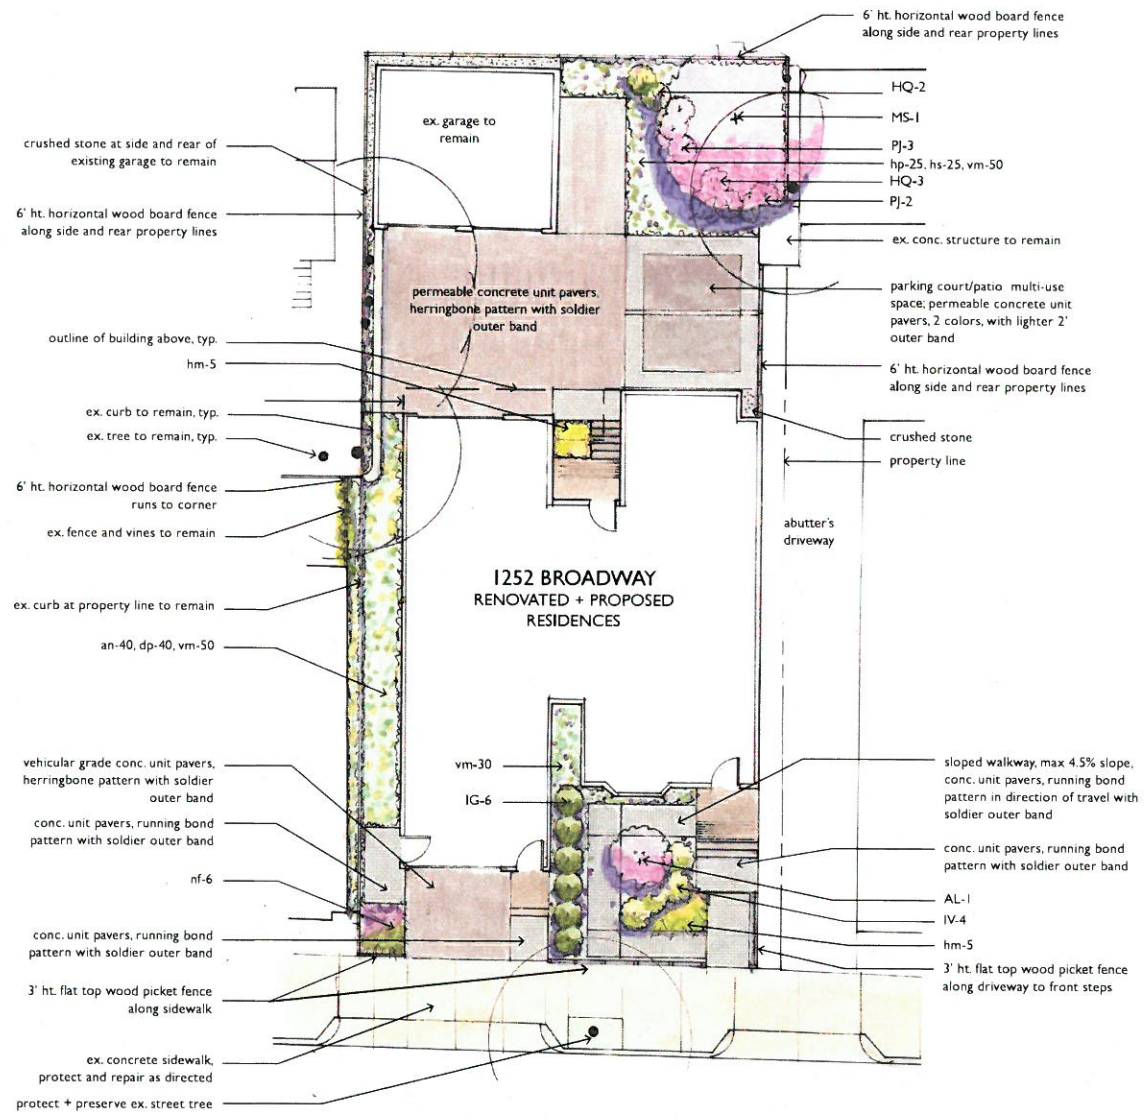 6' ht. horizontal wood board fence
along side and rear property lines
HQ-2
MS-1
PJ-3
hp-25, hs-25, vm-50
HQ-3
PJ-2
ex. conc. structure to remain
parking court/patio multi-use
space; permeable concrete unit
pavers, 2 colors, with lighter 2'
outer band
6' ht. horizontal wood board fence
along side and rear property lines
crushed stone
property line
abutter's
driveway
ex. garage to
remain
crushed stone at side and rear of
existing garage to remain
6' ht. horizontal wood board fence
along side and rear property lines
permeable concrete unit pavers,
herringbone pattern with soldier
outer band
outline of building above, typ.
hm-5
ex. curb to remain, typ.
ex. tree to remain, typ.
6' ht. horizontal wood board fence
runs to corner
ex. fence and vines to remain
1252 BROADWAY
RENOVATED + PROPOSED
RESIDENCES
ex. curb at property line to remain
an-40, dp-40, vm-50
vehicular grade conc. unit pavers,
herringbone pattern with soldier
outer band
conc. unit pavers, running bond
pattern with soldier outer band
nf-6
conc. unit pavers, running bond
pattern with soldier outer band
3' ht. flat top wood picket fence
along sidewalk
ex. concrete sidewalk,
protect and repair as directed
protect + preserve ex. street tree
vm-30
IG-6
sloped walkway, max 4.5% slope,
conc. unit pavers, running bond
pattern in direction of travel with
soldier outer band
conc. unit pavers, running bond
pattern with soldier outer band
AL-1
IV-4
hm-5
3' ht. flat top wood picket fence
along driveway to front steps